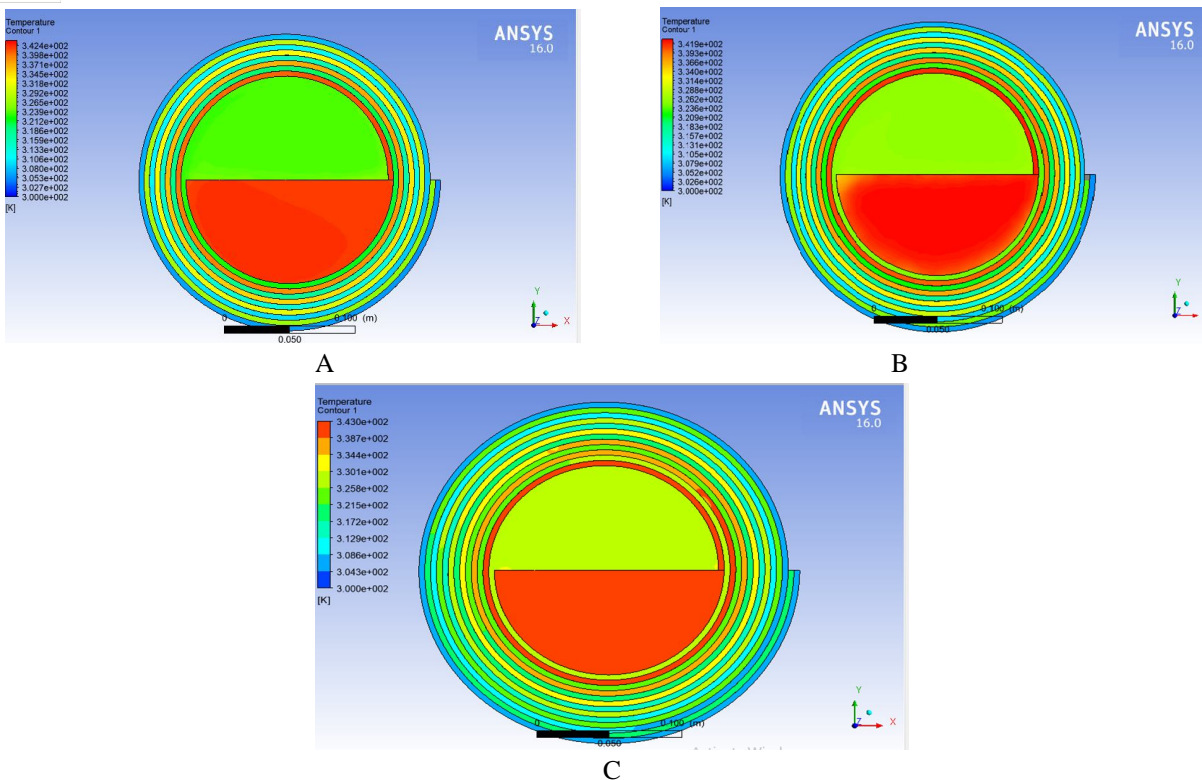 Temperature
Contour 1
3.424e+002
3.398e+002
3.371e+002
3.345e+002
3.318e+002
3.292e+002
3.265e+002
3.239e+002
3.212e+002
3.186e+002
3.159e+002
3.133e+002
3.106e+002
3.080e+002
3.053e+002
3.027e+002
3.000e+002
[K]
ANSYS
16.0
0
0.100 (m)
0.050
Y
Z
X
A
Temperature
Contour 1
3.419e+002
3.393e+002
3.366e+002
3.340e+002
3.314e+002
3.288e+002
3.262e+002
3.236e+002
3.209e+002
3.183e+002
3.157e+002
3.131e+002
3.105e+002
3.079e+002
3.052e+002
3.026e+002
3.000e+002
[K]
ANSYS
16.0
0
0.100 (m)
0.050
Y
Z
X
B
Temperature
Contour 1
3.430e+002
3.387e+002
3.344e+002
3.301e+002
3.258e+002
3.215e+002
3.172e+002
3.129e+002
3.086e+002
3.043e+002
3.000e+002
[K]
ANSYS
16.0
0
0.100 (m)
0.050
Y
Z
X
C